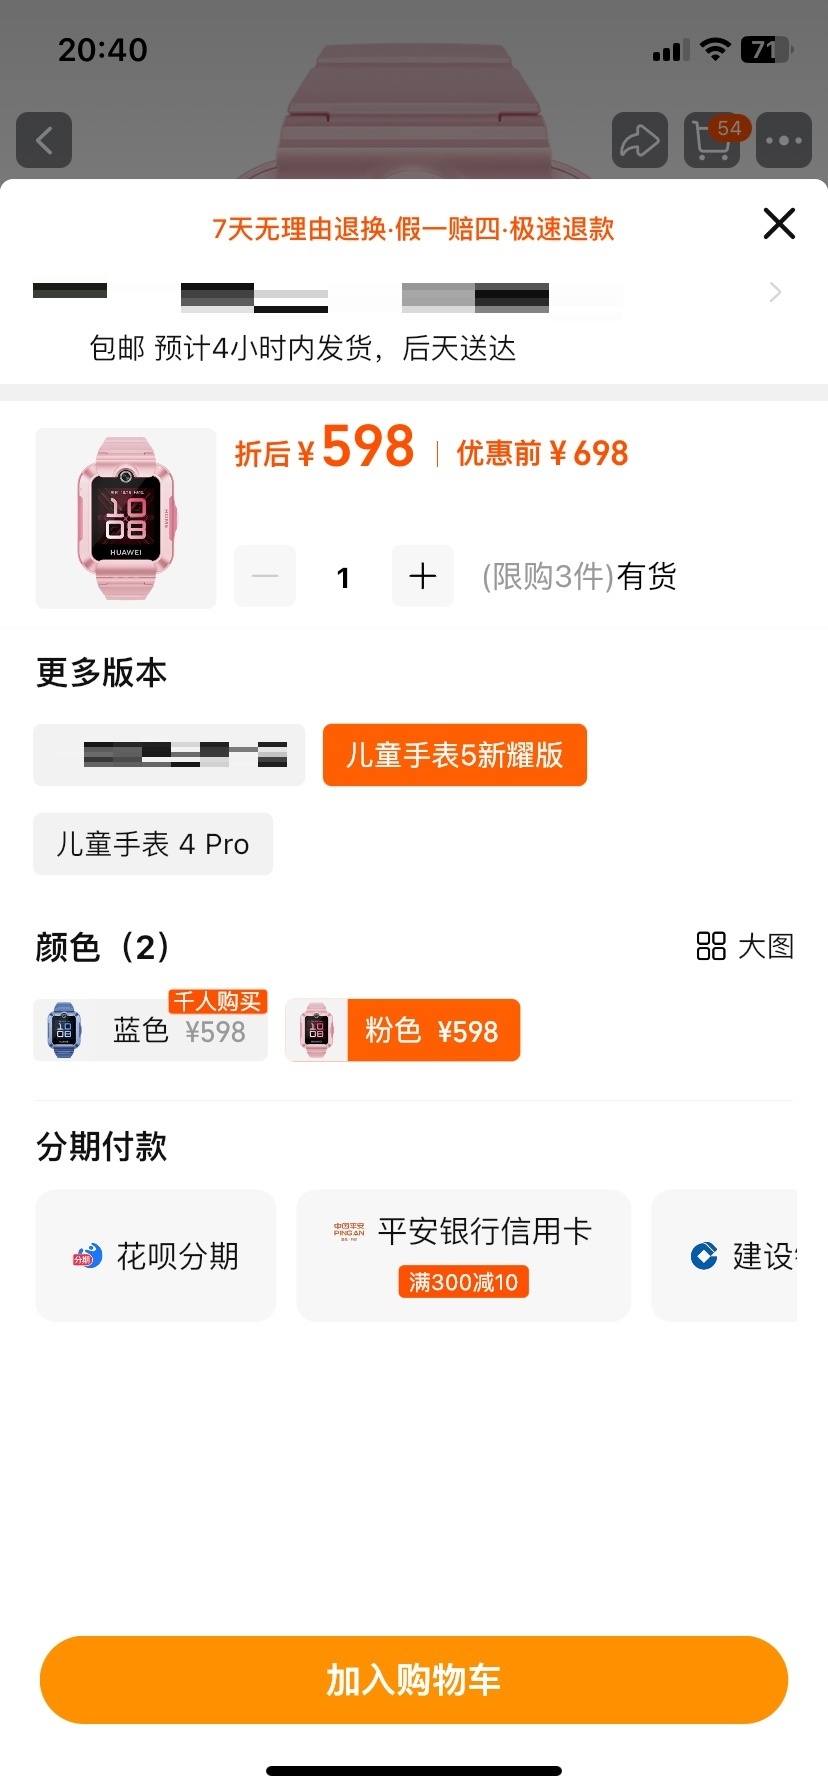 20:40
71
54
7天无理由退换·假一赔四·极速退款
包邮 预计4小时内发货，后天送达
折后¥598 | 优惠前¥698
10
08
HUAWEI
1
(限购3件)有货
更多版本
儿童手表5新耀版
儿童手表 4 Pro
颜色（2）
大图
千人购买
蓝色 ¥598
粉色 ¥598
分期付款
分期
花呗分期
中国平安
PING AN
平安银行信用卡
满300减10
建设
加入购物车